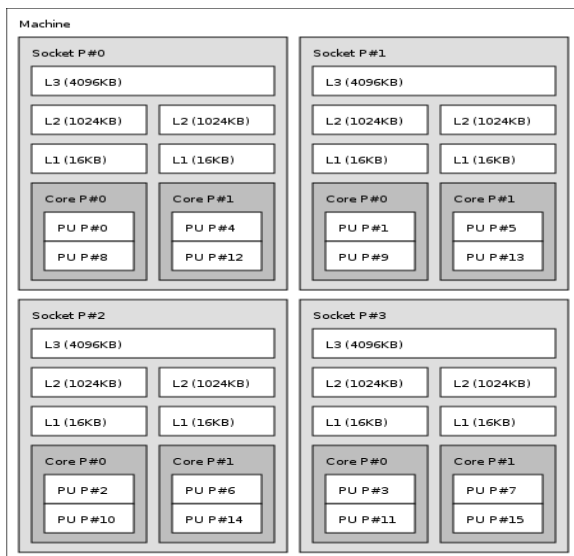 Machine
Socket P#0
L3 (4096KB)
L2 (1024KB) L2 (1024KB)
L1 (16KB) L1 (16KB)
Core P#0 Core P#1
PU P#0 PU P#4
PU P#8 PU P#12
Socket P#1
L3 (4096KB)
L2 (1024KB) L2 (1024KB)
L1 (16KB) L1 (16KB)
Core P#0 Core P#1
PU P#1 PU P#5
PU P#9 PU P#13
Socket P#2
L3 (4096KB)
L2 (1024KB) L2 (1024KB)
L1 (16KB) L1 (16KB)
Core P#0 Core P#1
PU P#2 PU P#6
PU P#10 PU P#14
Socket P#3
L3 (4096KB)
L2 (1024KB) L2 (1024KB)
L1 (16KB) L1 (16KB)
Core P#0 Core P#1
PU P#3 PU P#7
PU P#11 PU P#15